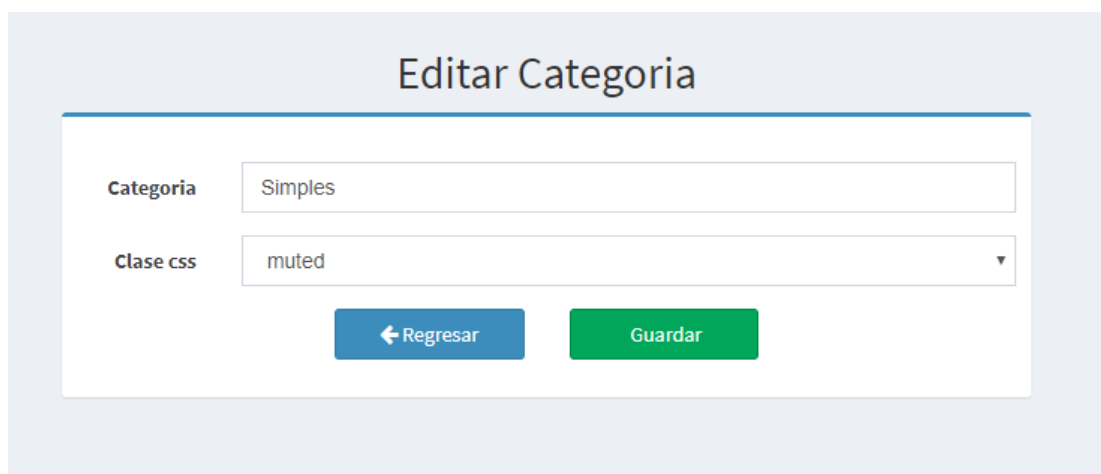 Editar Categoria
Categoria Simples
Clase css muted
Regresar Guardar